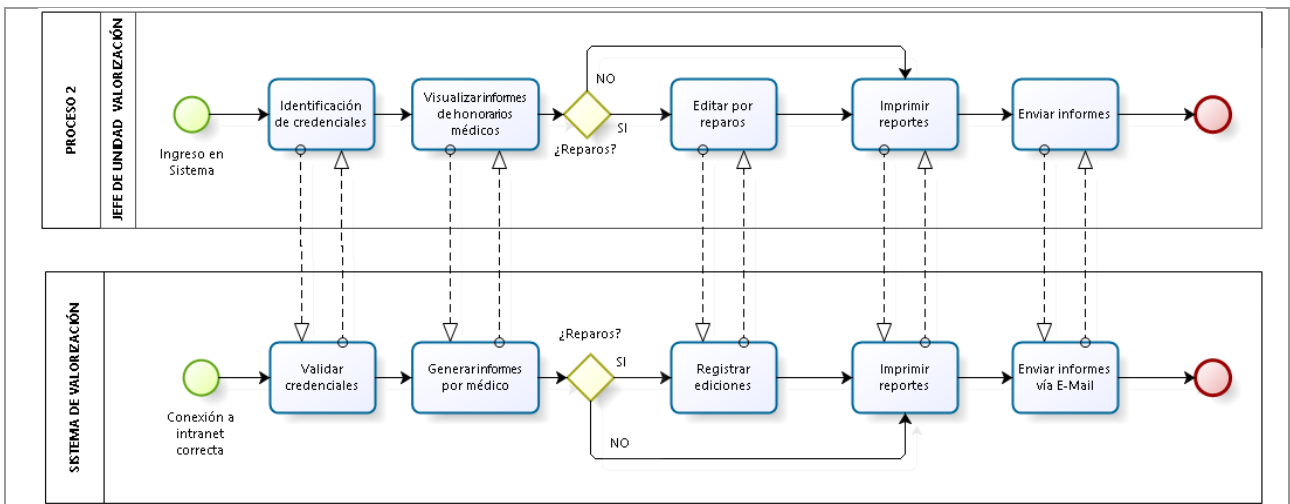 PROCESO 2
JEFE DE UNIDAD VALORIZACIÓN
Ingreso en
Sistema
Identificación
de credenciales
Visualizar informes
de honorarios
médicos
¿Reparos?
NO
SI
Editar por
reparos
Imprimir
reportes
Enviar informes
SISTEMA DE VALORIZACIÓN
Conexión a
intranet
correcta
Validar
credenciales
Generar informes
por médico
¿Reparos?
SI
NO
Registrar
ediciones
Imprimir
reportes
Enviar informes
vía E-Mail